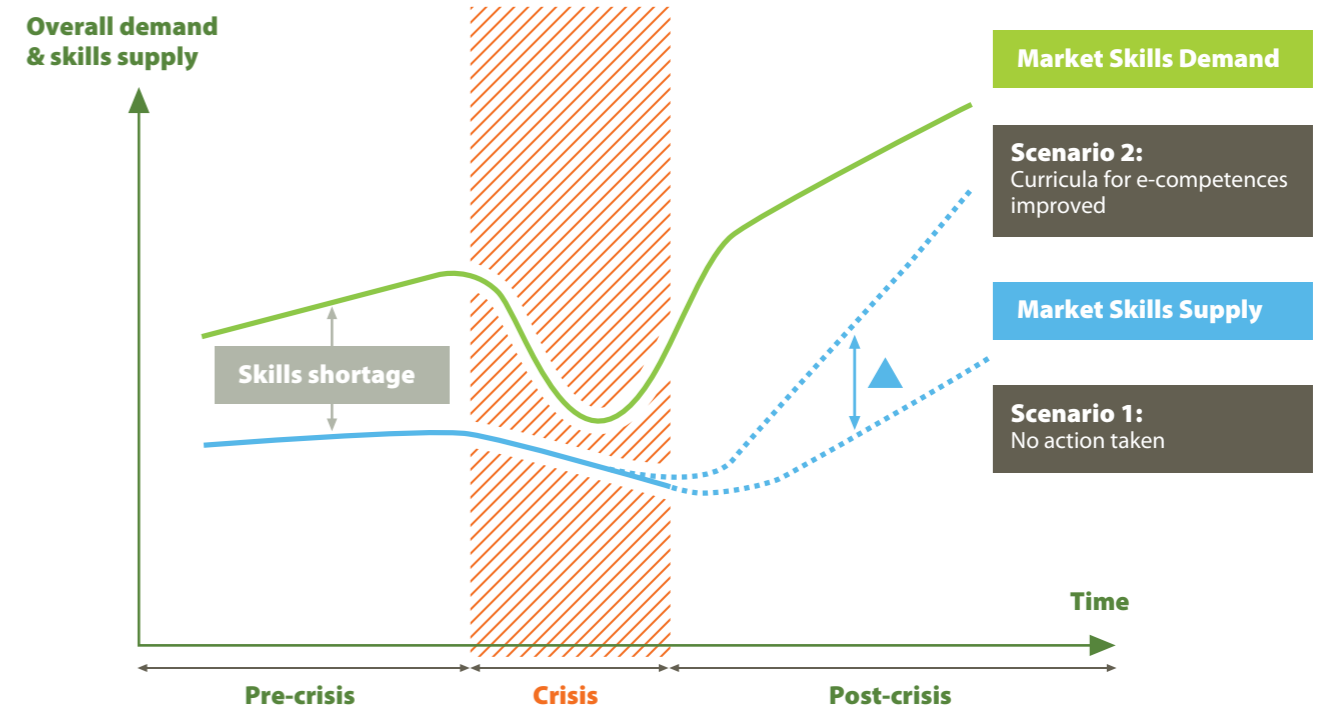 Overall demand
& skills supply
Market Skills Demand
Scenario 2:
Curricula for e-competences
improved
Skills shortage
Market Skills Supply
Scenario 1:
No action taken
Time
Pre-crisis
Crisis
Post-crisis